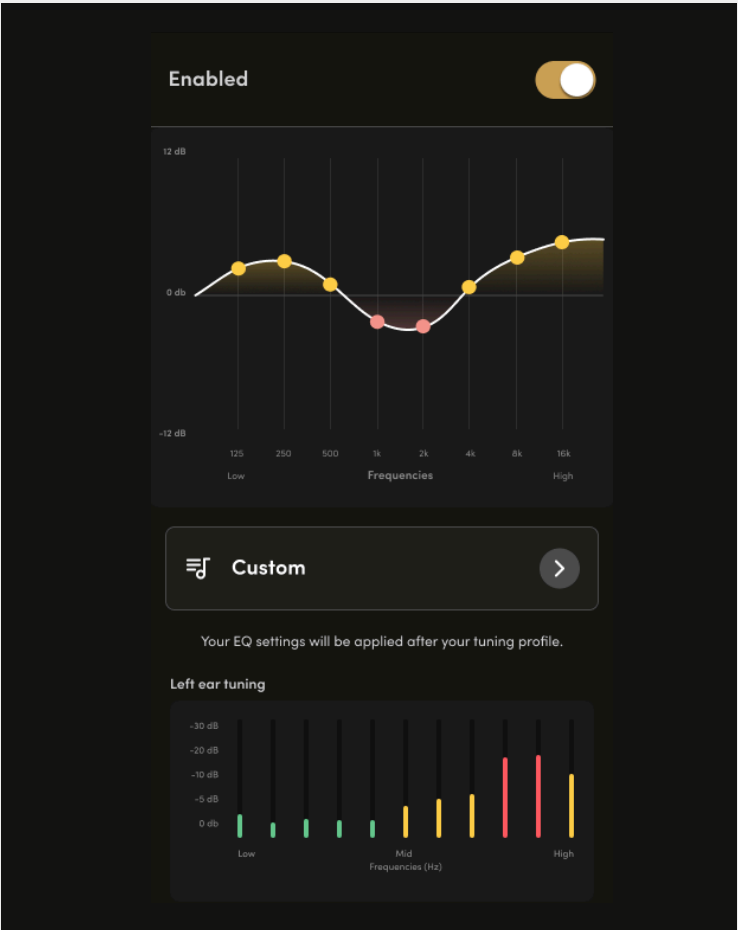 Enabled
12 dB
0 db
-12 dB
125 250 500 1k 2k 4k 8k 16k
Low Frequencies High
Custom
Your EQ settings will be applied after your tuning profile.
Left ear tuning
-30 dB
-20 dB
-10 dB
-5 dB
0 db
Low Mid High
Frequencies (Hz)